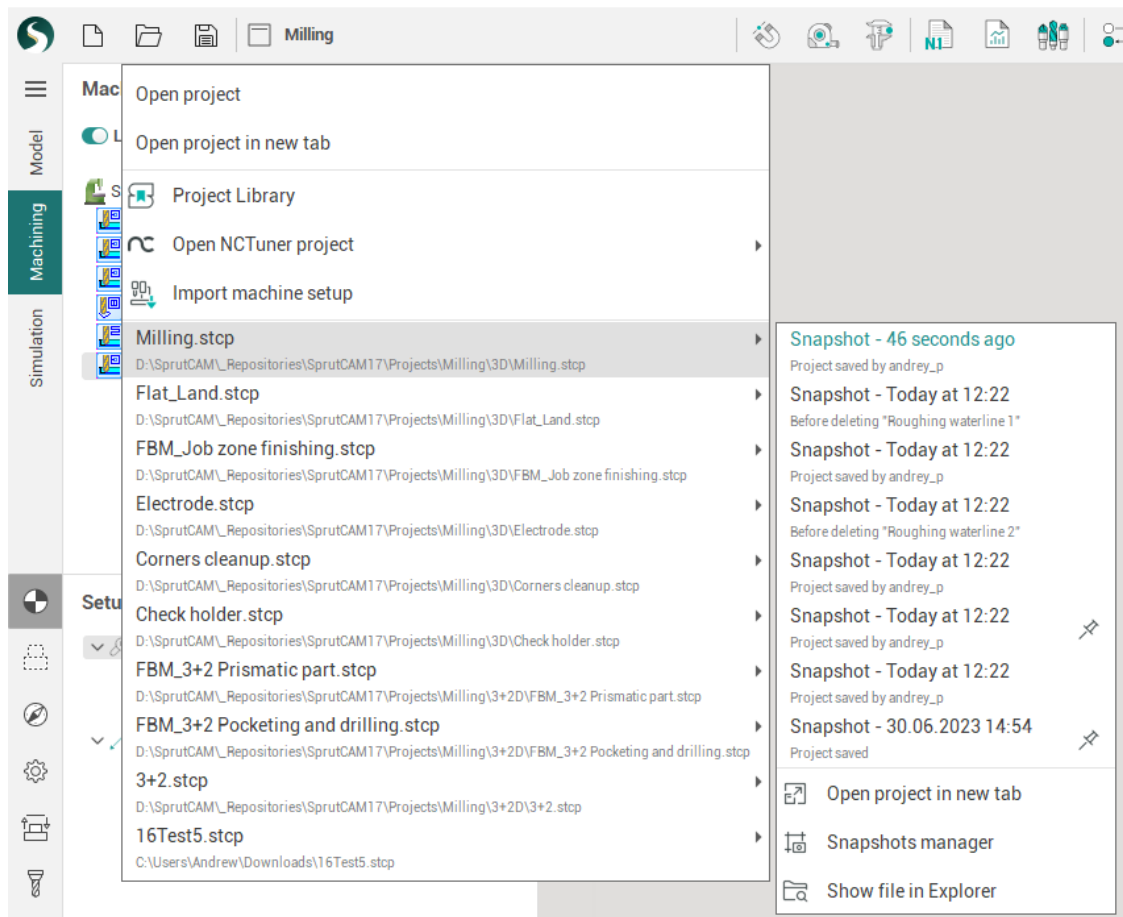 Milling
N1
Model
Machining
Simulation
Mac
L
S
Setu
Open project
Open project in new tab
Project Library
Open NCTuner project
Import machine setup
Milling.stcp
D:\SprutCAM\_Repositories\SprutCAM17\Projects\Milling\3D\Milling.stcp
Flat_Land.stcp
D:\SprutCAM\_Repositories\SprutCAM17\Projects\Milling\3D\Flat_Land.stcp
FBM_Job zone finishing.stcp
D:\SprutCAM\_Repositories\SprutCAM17\Projects\Milling\3D\FBM_Job zone finishing.stcp
Electrode.stcp
D:\SprutCAM\_Repositories\SprutCAM17\Projects\Milling\3D\Electrode.stcp
Corners cleanup.stcp
D:\SprutCAM\_Repositories\SprutCAM17\Projects\Milling\3D\Corners cleanup.stcp
Check holder.stcp
D:\SprutCAM\_Repositories\SprutCAM17\Projects\Milling\3D\Check holder.stcp
FBM_3+2 Prismatic part.stcp
D:\SprutCAM\_Repositories\SprutCAM17\Projects\Milling\3+2D\FBM_3+2 Prismatic part.stcp
FBM_3+2 Pocketing and drilling.stcp
D:\SprutCAM\_Repositories\SprutCAM17\Projects\Milling\3+2D\FBM_3+2 Pocketing and drilling.stcp
3+2.stcp
D:\SprutCAM\_Repositories\SprutCAM17\Projects\Milling\3+2D\3+2.stcp
16Test5.stcp
C:\Users\Andrew\Downloads\16Test5.stcp
Snapshot - 46 seconds ago
Project saved by andrey_p
Snapshot - Today at 12:22
Before deleting "Roughing waterline 1"
Snapshot - Today at 12:22
Project saved by andrey_p
Snapshot - Today at 12:22
Before deleting "Roughing waterline 2"
Snapshot - Today at 12:22
Project saved by andrey_p
Snapshot - Today at 12:22
Project saved by andrey_p
Snapshot - Today at 12:22
Project saved by andrey_p
Snapshot - 30.06.2023 14:54
Project saved
Open project in new tab
Snapshots manager
Show file in Explorer